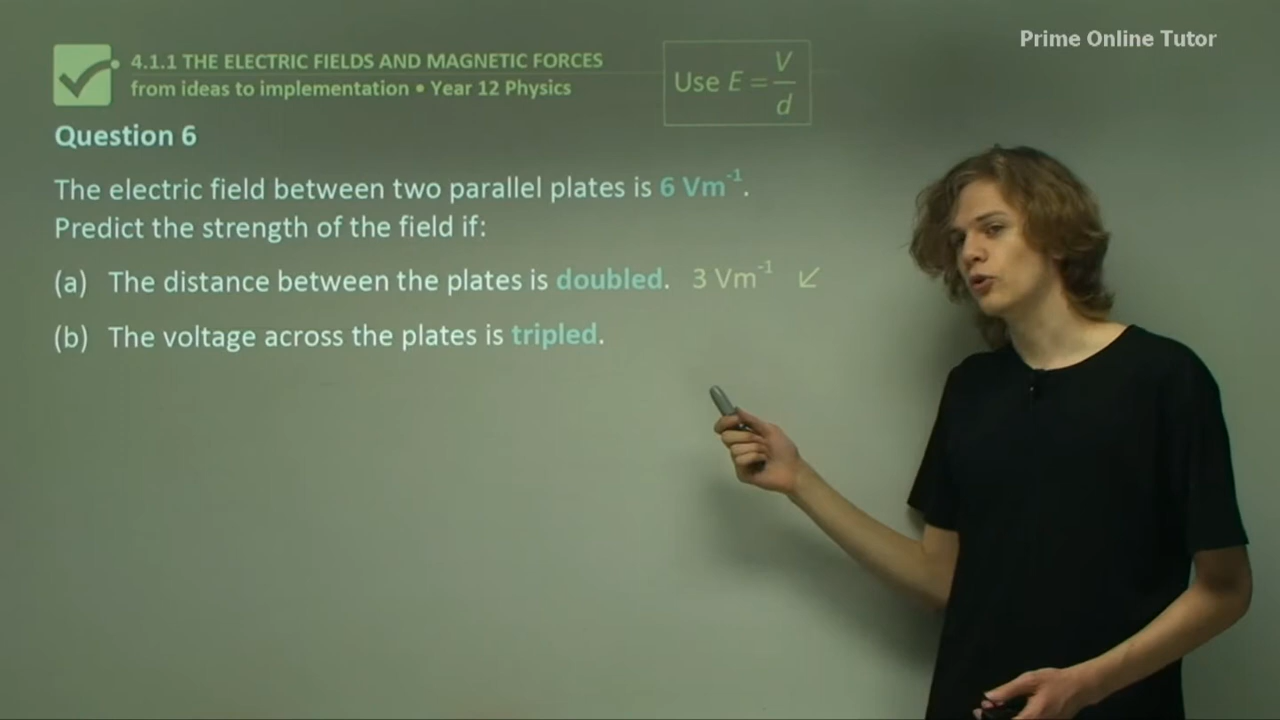 Prime Online Tutor
4.1.1 THE ELECTRIC FIELDS AND MAGNETIC FORCES
from ideas to implementation • Year 12 Physics
Use E = V/d
Question 6
The electric field between two parallel plates is 6 Vm⁻¹.
Predict the strength of the field if:
(a) The distance between the plates is doubled. 3 Vm⁻¹ ↙
(b) The voltage across the plates is tripled.